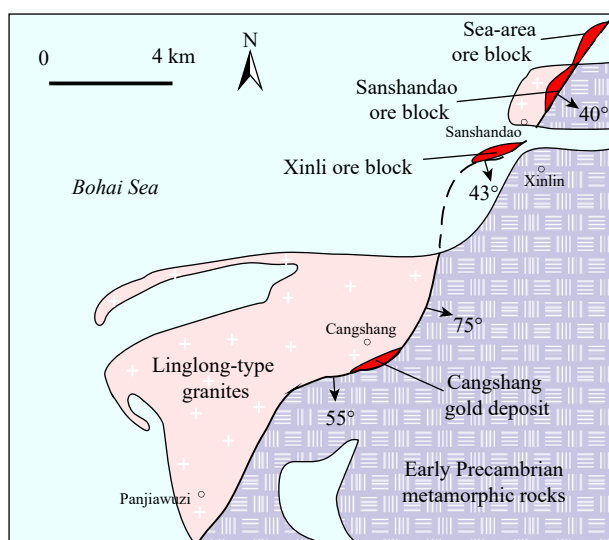 Sea-area
ore block
0
4 km
N
Sanshandao
ore block
40°
Sanshandao
Xinli ore block
Xinlin
Bohai Sea
43°
Cangshang
75°
Linglong-type
granites
Cangshang
gold deposit
55°
Early Precambrian
metamorphic rocks
Panjiawuzi